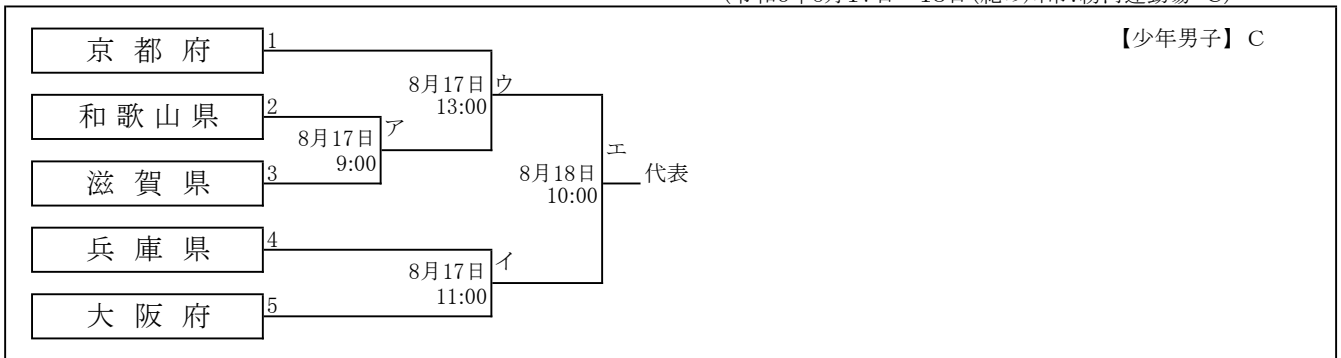 【少年男子】C
京都府
1
和歌山県
2
滋賀県
3
兵庫県
4
大阪府
5
8月17日
9:00
ア
8月17日
13:00
ウ
8月17日
11:00
イ
8月18日
10:00
エ
代表